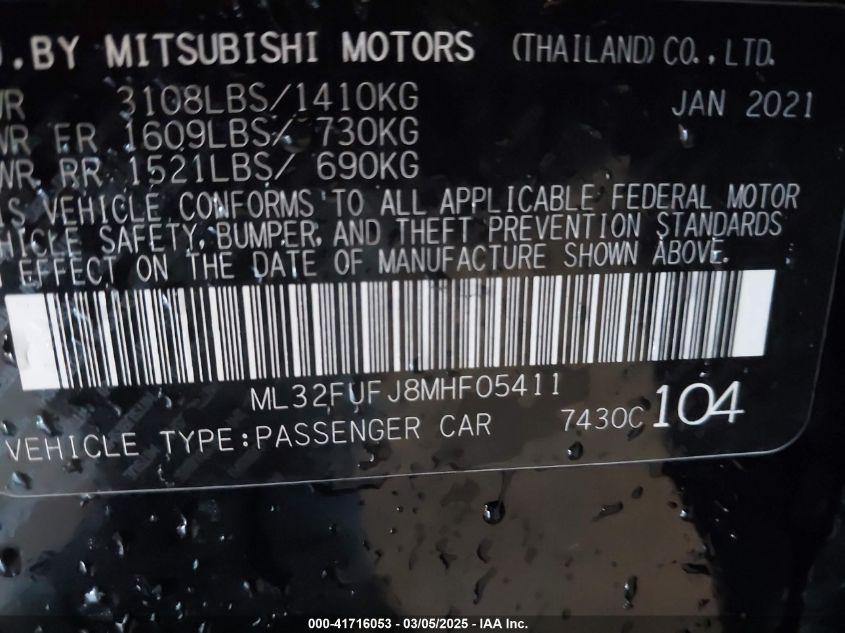 .BY MITSUBISHI MOTORS (THAILAND) CO., LTD.
WR 3108LBS/1410KG JAN 2021
WR FR 1609LBS/ 730KG
WR RR 1521LBS/ 690KG
IS VEHICLE CONFORMS TO ALL APPLICABLE FEDERAL MOTOR
HICLE SAFETY, BUMPER, AND THEFT PREVENTION STANDARDS
EFFECT ON THE DATE OF MANUFACTURE SHOWN ABOVE.
ML32FUFJ8MHF05411
VEHICLE TYPE:PASSENGER CAR 7430C 104
000-41716053 - 03/05/2025 - IAA Inc.